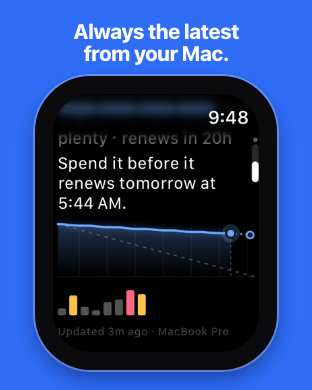 Always the latest
from your Mac.
9:48
plenty · renews in 20h
Spend it before it
renews tomorrow at
5:44 AM.
Updated 3m ago · MacBook Pro